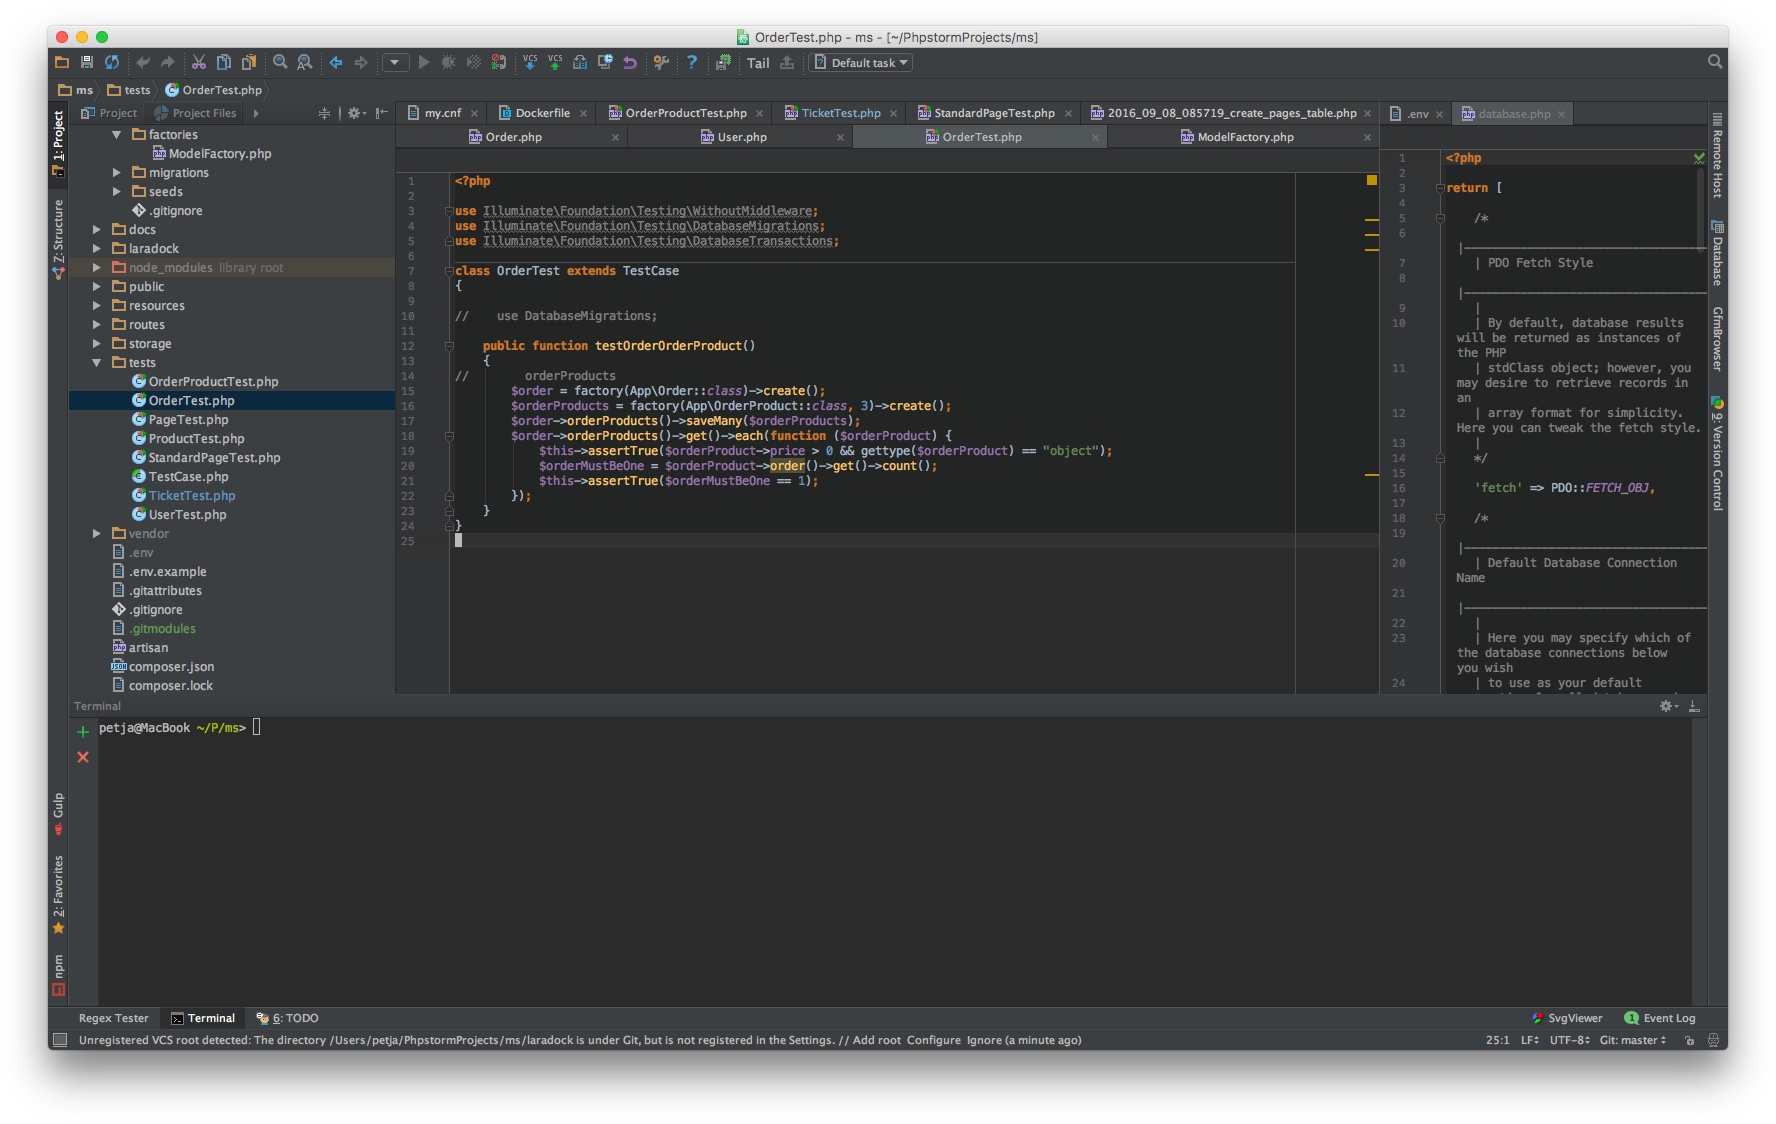 OrderTest.php - ms - [~/PhpstormProjects/ms]
VCS VCS ? Tail Default task
ms tests OrderTest.php
1: Project
Z: Structure
Gulp
2: Favorites
npm
Project Project Files
factories
ModelFactory.php
migrations
seeds
.gitignore
docs
laradock
node_modules library root
public
resources
routes
storage
tests
OrderProductTest.php
OrderTest.php
PageTest.php
ProductTest.php
StandardPageTest.php
TestCase.php
TicketTest.php
UserTest.php
vendor
.env
.env.example
.gitattributes
.gitignore
.gitmodules
artisan
composer.json
composer.lock
my.cnf Dockerfile OrderProductTest.php TicketTest.php StandardPageTest.php 2016_09_08_085719_create_pages_table.php
Order.php User.php OrderTest.php ModelFactory.php
1 <?php
2
3 use Illuminate\Foundation\Testing\WithoutMiddleware;
4 use Illuminate\Foundation\Testing\DatabaseMigrations;
5 use Illuminate\Foundation\Testing\DatabaseTransactions;
6
7 class OrderTest extends TestCase
8 {
9
10 //    use DatabaseMigrations;
11
12     public function testOrderOrderProduct()
13     {
14 //        orderProducts
15         $order = factory(App\Order::class)->create();
16         $orderProducts = factory(App\OrderProduct::class, 3)->create();
17         $order->orderProducts()->saveMany($orderProducts);
18         $order->orderProducts()->get()->each(function ($orderProduct) {
19             $this->assertTrue($orderProduct->price > 0 && gettype($orderProduct) == "object");
20             $orderMustBeOne = $orderProduct->order()->get()->count();
21             $this->assertTrue($orderMustBeOne == 1);
22         });
23     }
24 }
25
.env database.php
1 <?php
2
3 return [
4
5     /*
6
|
7     | PDO Fetch Style
8
|
9     |
10     | By default, database results
will be returned as instances of
the PHP
11     | stdClass object; however, you
may desire to retrieve records in
an
12     | array format for simplicity.
Here you can tweak the fetch style.
13     |
14     */
15
16     'fetch' => PDO::FETCH_OBJ,
17
18     /*
19
|
20     | Default Database Connection
Name
21
|
22     |
23     | Here you may specify which of
the database connections below
you wish
24     | to use as your default
Remote Host
Database
GfmBrowser
9: Version Control
Terminal
petja@MacBook ~/P/ms>
Regex Tester Terminal 6: TODO SvgViewer 1 Event Log
Unregistered VCS root detected: The directory /Users/petja/PhpstormProjects/ms/laradock is under Git, but is not registered in the Settings. // Add root Configure Ignore (a minute ago) 25:1 LF UTF-8 Git: master